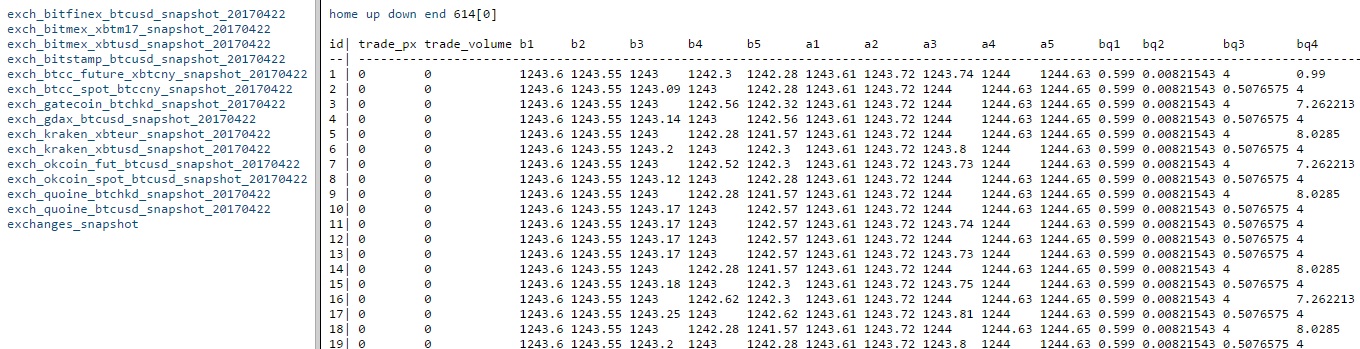 exch_bitfinex_btcusd_snapshot_20170422
exch_bitmex_xbtm17_snapshot_20170422
exch_bitmex_xbtusd_snapshot_20170422
exch_bitstamp_btcusd_snapshot_20170422
exch_btcc_future_xbtcny_snapshot_20170422
exch_btcc_spot_btccny_snapshot_20170422
exch_gatecoin_btchkd_snapshot_20170422
exch_gdax_btcusd_snapshot_20170422
exch_kraken_xbteur_snapshot_20170422
exch_kraken_xbtusd_snapshot_20170422
exch_okcoin_fut_btcusd_snapshot_20170422
exch_okcoin_spot_btcusd_snapshot_20170422
exch_quoine_btchkd_snapshot_20170422
exch_quoine_btcusd_snapshot_20170422
exchanges_snapshot
home up down end 614[0]
id| trade_px trade_volume b1 b2 b3 b4 b5 a1 a2 a3 a4 a5 bq1 bq2 bq3 bq4
1 | 0 0 1243.6 1243.55 1243 1242.3 1242.28 1243.61 1243.72 1243.74 1244 1244.63 0.599 0.00821543 4 0.99
2 | 0 0 1243.6 1243.55 1243.09 1243 1242.28 1243.61 1243.72 1244 1244.63 1244.65 0.599 0.00821543 0.5076575 4
3 | 0 0 1243.6 1243.55 1243 1242.56 1242.32 1243.61 1243.72 1244 1244.63 1244.65 0.599 0.00821543 4 7.262213
4 | 0 0 1243.6 1243.55 1243.14 1243 1242.56 1243.61 1243.72 1244 1244.63 1244.65 0.599 0.00821543 0.5076575 4
5 | 0 0 1243.6 1243.55 1243 1242.28 1241.57 1243.61 1243.72 1244 1244.63 1244.65 0.599 0.00821543 4 8.0285
6 | 0 0 1243.6 1243.55 1243.2 1243 1242.3 1243.61 1243.72 1243.8 1244 1244.63 0.599 0.00821543 0.5076575 4
7 | 0 0 1243.6 1243.55 1243 1242.52 1242.3 1243.61 1243.72 1243.73 1244 1244.63 0.599 0.00821543 4 7.262213
8 | 0 0 1243.6 1243.55 1243.12 1243 1242.28 1243.61 1243.72 1244 1244.63 1244.65 0.599 0.00821543 0.5076575 4
9 | 0 0 1243.6 1243.55 1243 1242.28 1241.57 1243.61 1243.72 1244 1244.63 1244.65 0.599 0.00821543 4 8.0285
10| 0 0 1243.6 1243.55 1243.17 1243 1242.57 1243.61 1243.72 1244 1244.63 1244.65 0.599 0.00821543 0.5076575 4
11| 0 0 1243.6 1243.55 1243.17 1243 1242.57 1243.61 1243.72 1243.74 1244 1244.63 0.599 0.00821543 0.5076575 4
12| 0 0 1243.6 1243.55 1243.17 1243 1242.57 1243.61 1243.72 1244 1244.63 1244.65 0.599 0.00821543 0.5076575 4
13| 0 0 1243.6 1243.55 1243.17 1243 1242.57 1243.61 1243.72 1243.73 1244 1244.63 0.599 0.00821543 0.5076575 4
14| 0 0 1243.6 1243.55 1243 1242.28 1241.57 1243.61 1243.72 1244 1244.63 1244.65 0.599 0.00821543 4 8.0285
15| 0 0 1243.6 1243.55 1243.18 1243 1242.3 1243.61 1243.72 1243.75 1244 1244.63 0.599 0.00821543 0.5076575 4
16| 0 0 1243.6 1243.55 1243 1242.62 1242.3 1243.61 1243.72 1244 1244.63 1244.65 0.599 0.00821543 4 7.262213
17| 0 0 1243.6 1243.55 1243.25 1243 1242.62 1243.61 1243.72 1243.81 1244 1244.63 0.599 0.00821543 0.5076575 4
18| 0 0 1243.6 1243.55 1243 1242.28 1241.57 1243.61 1243.72 1244 1244.63 1244.65 0.599 0.00821543 4 8.0285
19| 0 0 1243.6 1243.55 1243.2 1243 1242.28 1243.61 1243.72 1243.8 1244 1244.63 0.599 0.00821543 0.5076575 4